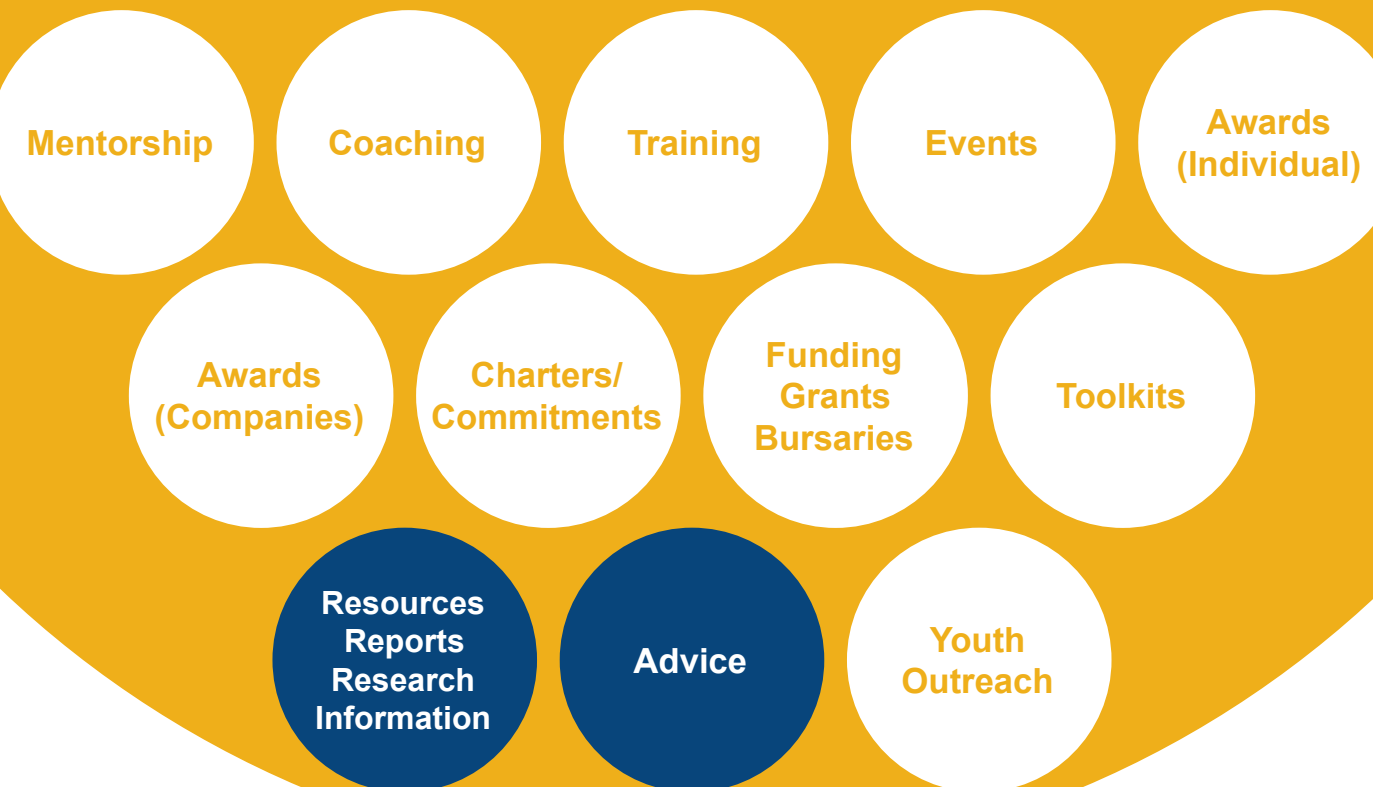 Mentorship
Coaching
Training
Events
Awards
(Individual)
Awards
(Companies)
Charters/
Commitments
Funding
Grants
Bursaries
Toolkits
Resources
Reports
Research
Information
Advice
Youth
Outreach